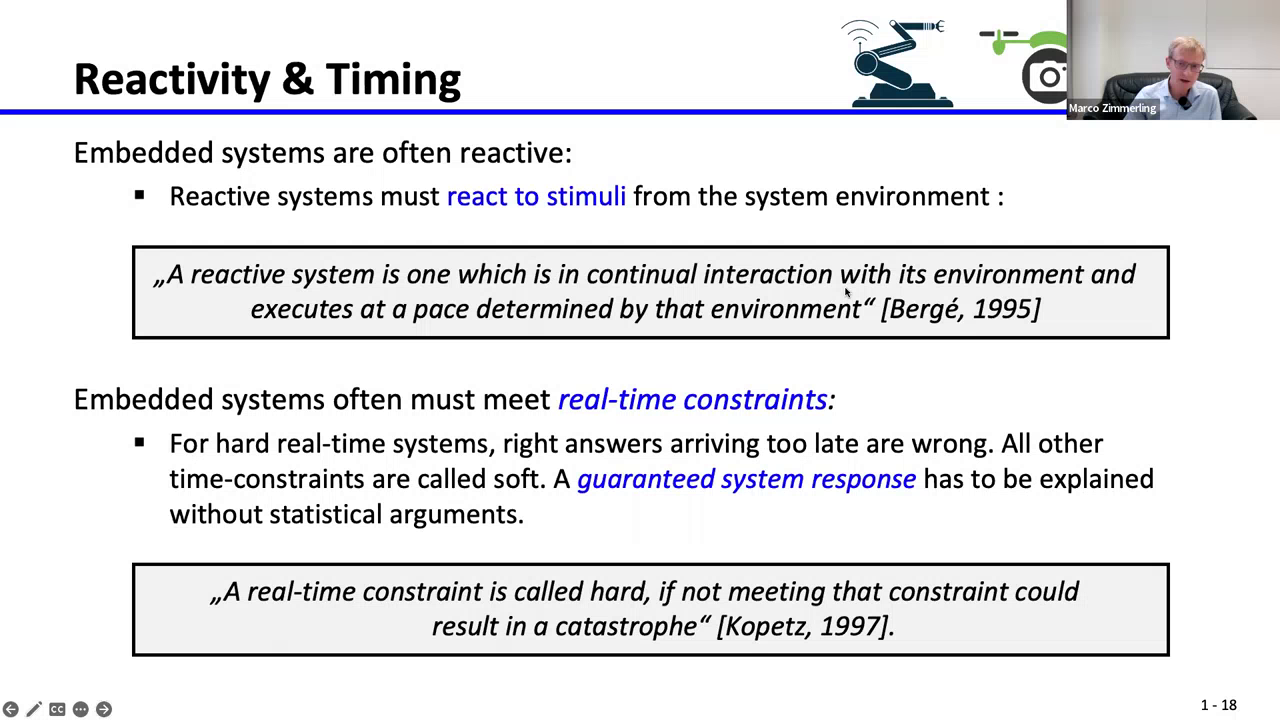 Reactivity & Timing
Marco Zimmerling
Embedded systems are often reactive:
▪ Reactive systems must react to stimuli from the system environment :
„A reactive system is one which is in continual interaction with its environment and
executes at a pace determined by that environment“ [Bergé, 1995]
Embedded systems often must meet real-time constraints:
▪ For hard real-time systems, right answers arriving too late are wrong. All other
time-constraints are called soft. A guaranteed system response has to be explained
without statistical arguments.
„A real-time constraint is called hard, if not meeting that constraint could
result in a catastrophe“ [Kopetz, 1997].
CC
1 - 18